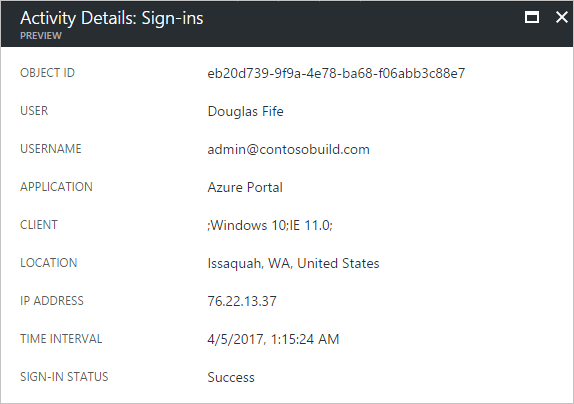 Activity Details: Sign-ins
PREVIEW
OBJECT ID eb20d739-9f9a-4e78-ba68-f06abb3c88e7
USER Douglas Fife
USERNAME admin@contosobuild.com
APPLICATION Azure Portal
CLIENT ;Windows 10;IE 11.0;
LOCATION Issaquah, WA, United States
IP ADDRESS 76.22.13.37
TIME INTERVAL 4/5/2017, 1:15:24 AM
SIGN-IN STATUS Success